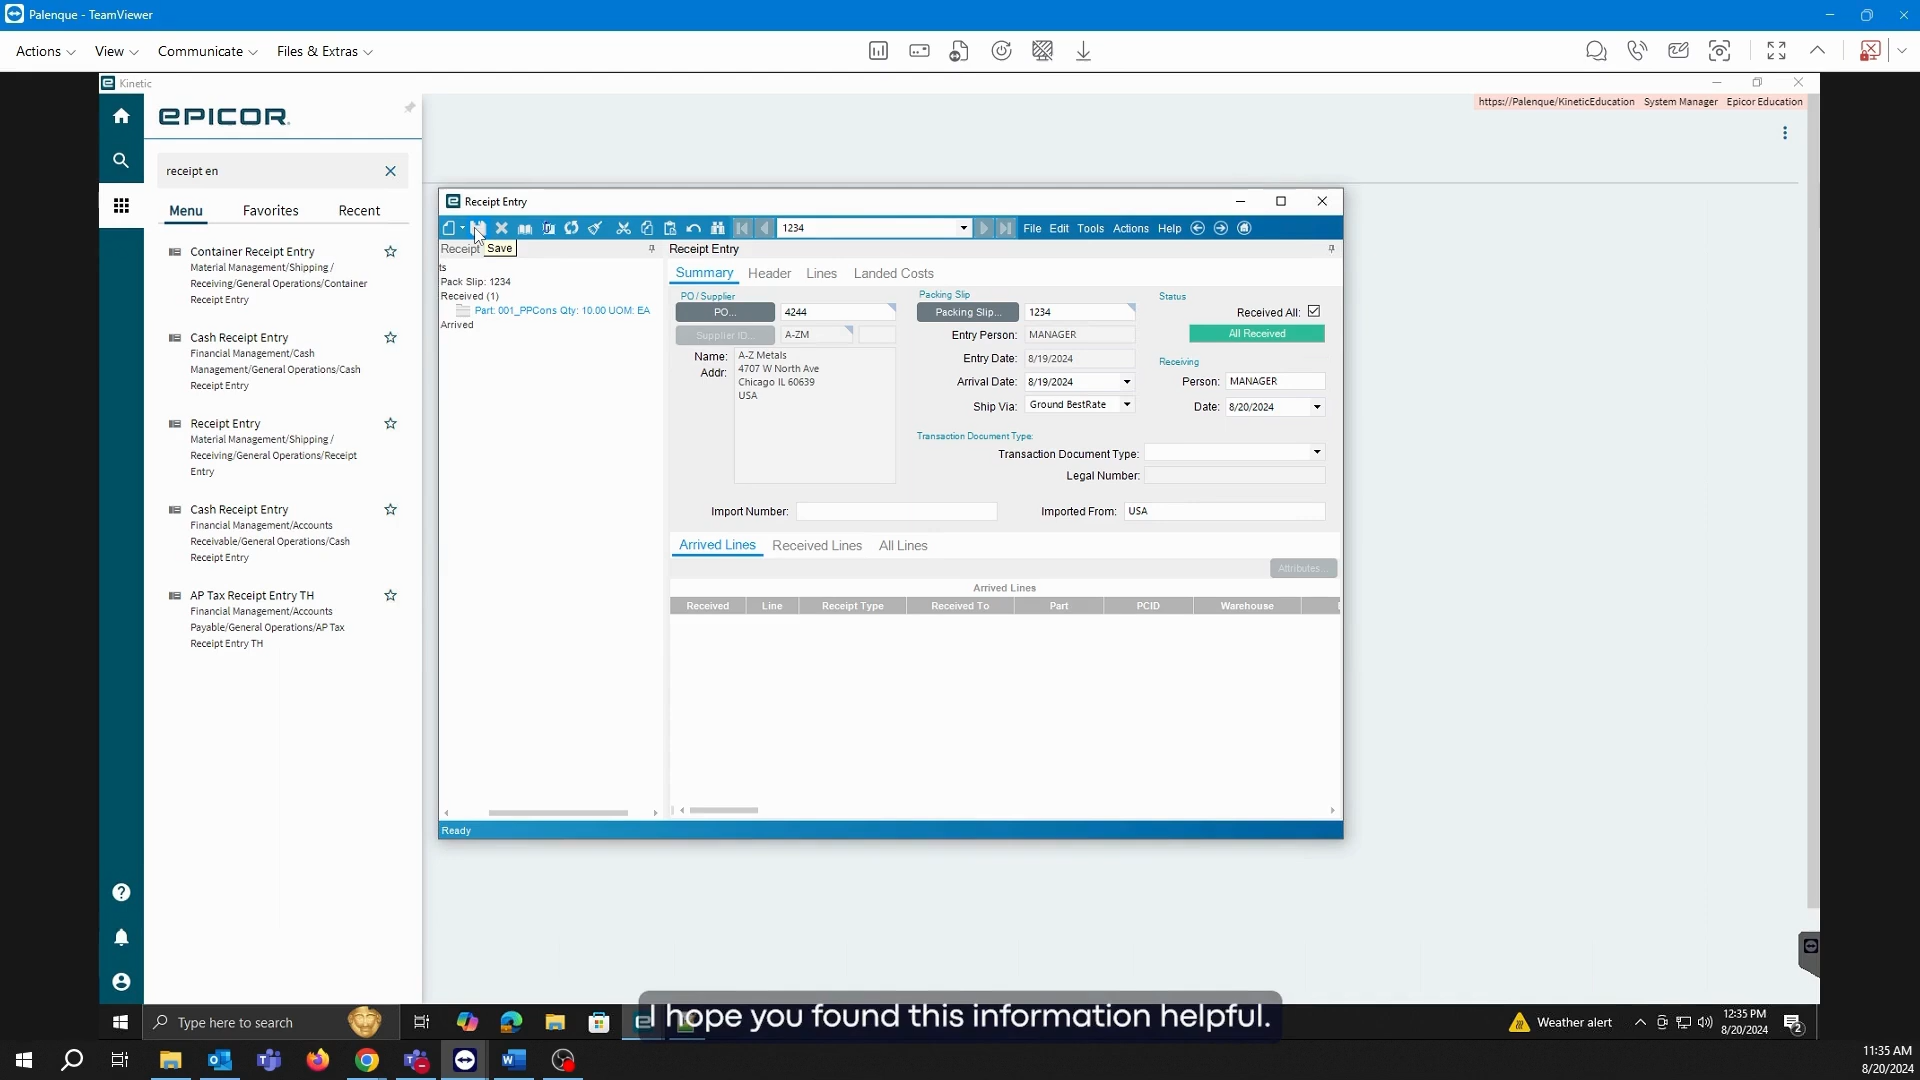 Palenque - TeamViewer
Actions View Communicate Files & Extras
Kinetic
https://Palenque/KineticEducation System Manager Epicor Education
EPICOR
receipt en
Menu Favorites Recent
Container Receipt Entry
Material Management/Shipping /
Receiving/General Operations/Container
Receipt Entry
Cash Receipt Entry
Financial Management/Cash
Management/General Operations/Cash
Receipt Entry
Receipt Entry
Material Management/Shipping /
Receiving/General Operations/Receipt
Entry
Cash Receipt Entry
Financial Management/Accounts
Receivable/General Operations/Cash
Receipt Entry
AP Tax Receipt Entry TH
Financial Management/Accounts
Payable/General Operations/AP Tax
Receipt Entry TH
Receipt Entry
1234 File Edit Tools Actions Help
Receipt Save
ts
Pack Slip: 1234
Received (1)
Part: 001_PPCons Qty: 10.00 UOM: EA
Arrived
Receipt Entry
Summary Header Lines Landed Costs
PO / Supplier
PO... 4244
Supplier ID... A-ZM
Name: A-Z Metals
Addr: 4707 W North Ave
Chicago IL 60639
USA
Packing Slip
Packing Slip... 1234
Entry Person: MANAGER
Entry Date: 8/19/2024
Arrival Date: 8/19/2024
Ship Via: Ground BestRate
Status
Received All:
All Received
Receiving
Person: MANAGER
Date: 8/20/2024
Transaction Document Type:
Transaction Document Type:
Legal Number:
Import Number:
Imported From: USA
Arrived Lines Received Lines All Lines
Attributes...
Arrived Lines
Received Line Receipt Type Received To Part PCID Warehouse
Ready
I hope you found this information helpful.
Type here to search
Weather alert
12:35 PM
8/20/2024
2
11:35 AM
8/20/2024